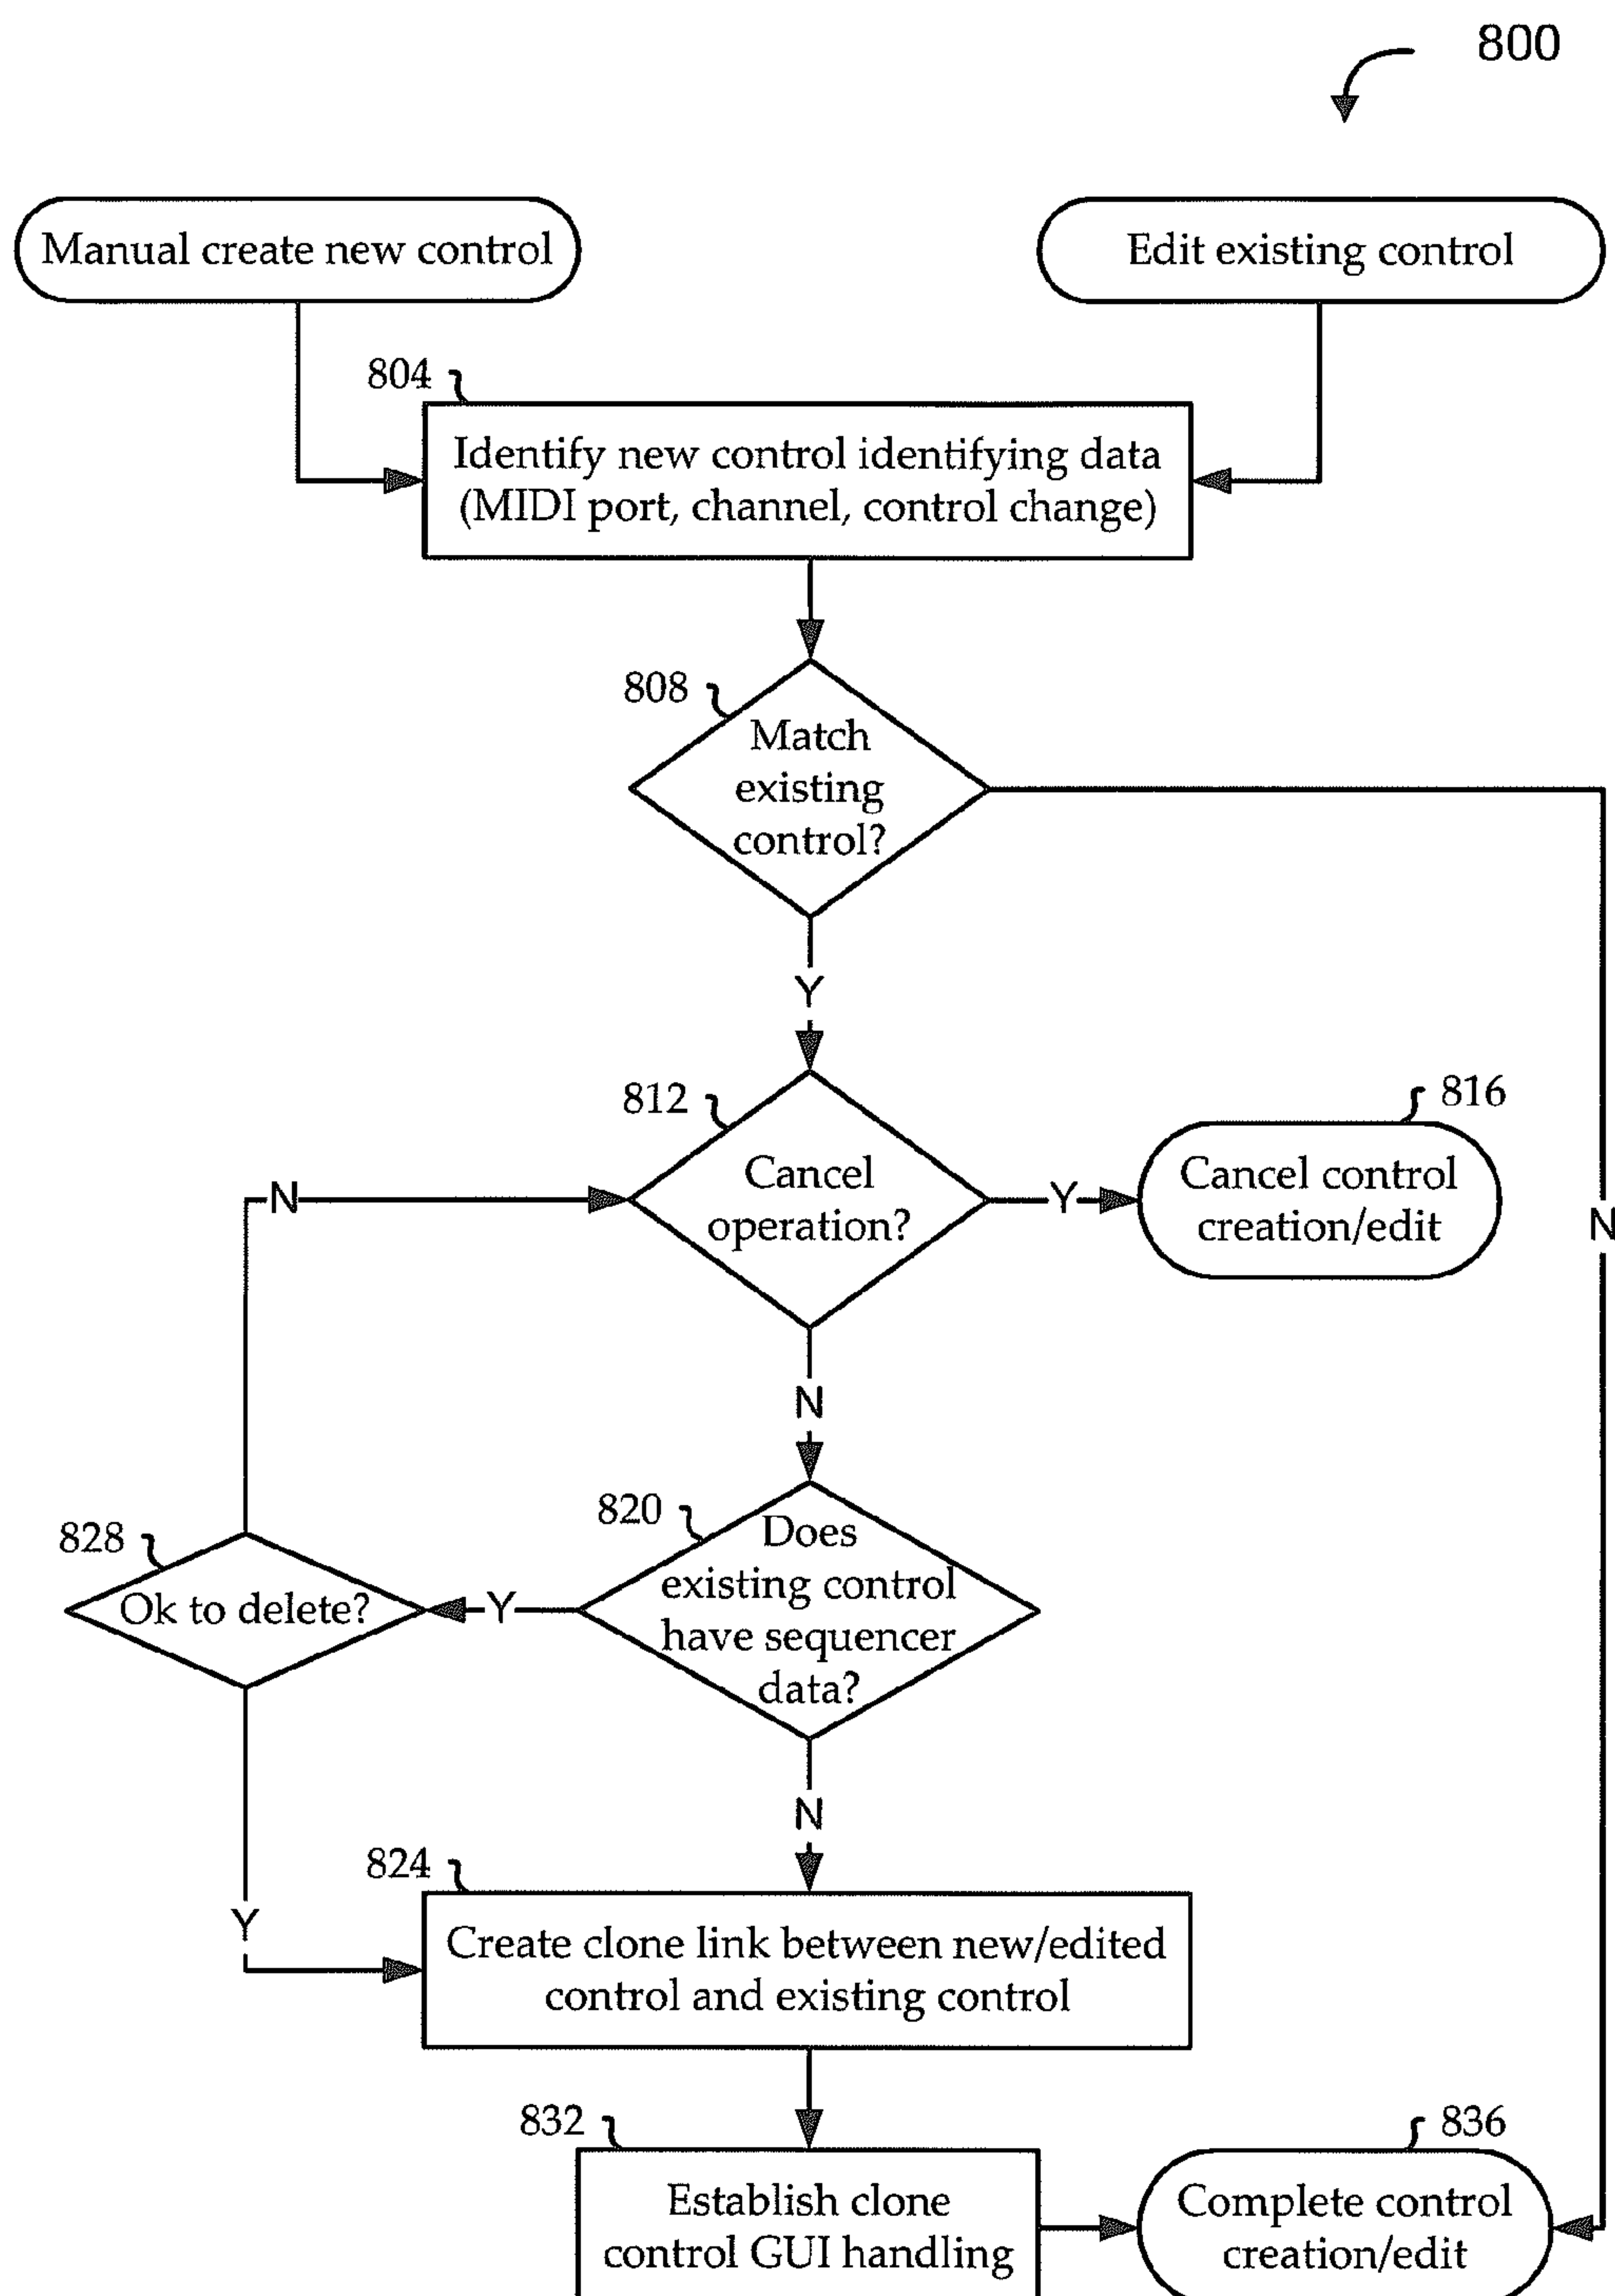 800
Manual create new control
Edit existing control
804
Identify new control identifying data
(MIDI port, channel, control change)
808
Match
existing
control?
Y
812
Cancel
operation?
Y
816
Cancel control
creation/edit
N
N
N
820
Does
existing control
have sequencer
data?
828
Ok to delete?
Y
N
824
Y
Create clone link between new/edited
control and existing control
832
Establish clone
control GUI handling
836
Complete control
creation/edit